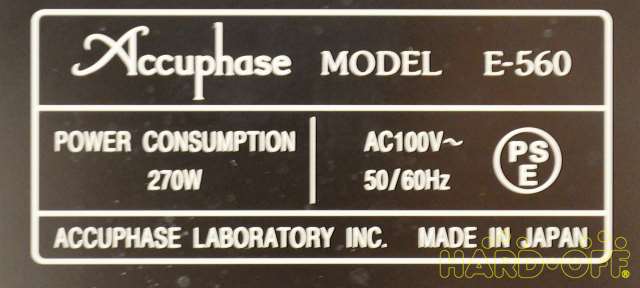 Accuphase MODEL E-560
POWER CONSUMPTION
270W
AC100V~
50/60Hz
PS
E
ACCUPHASE LABORATORY INC. MADE IN JAPAN
HARD·OFF